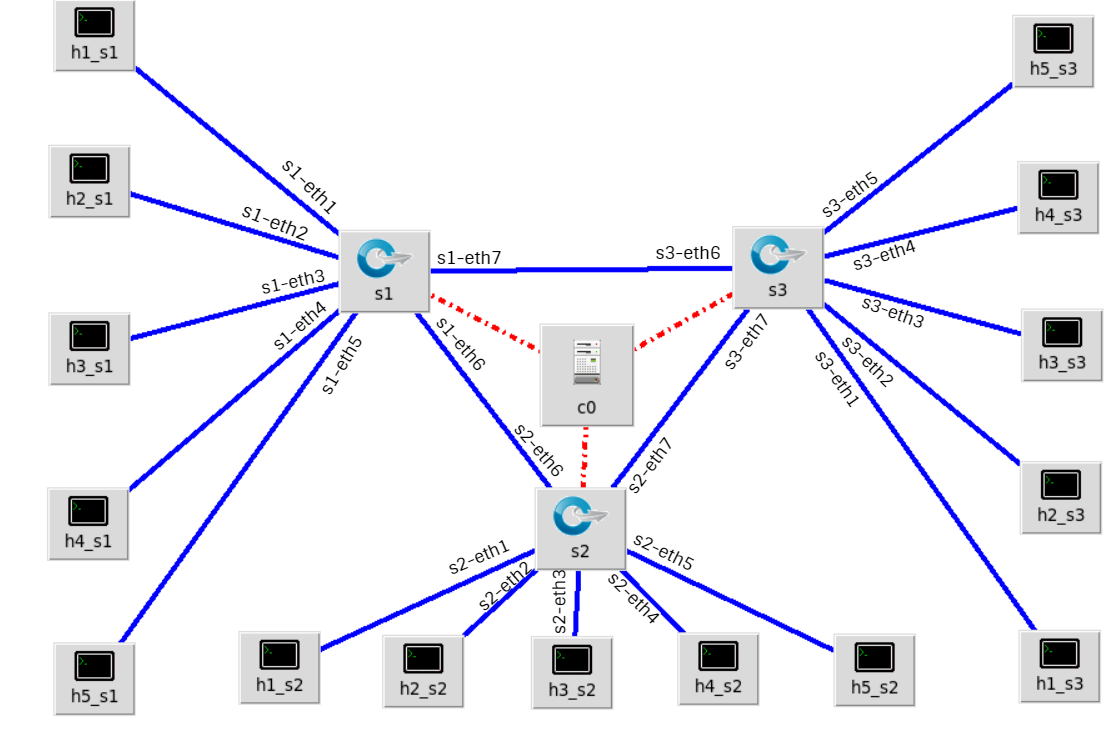 h1_s1
h5_s3
h2_s1
h4_s3
s1-eth1
s3-eth5
s1-eth2
s3-eth4
s1-eth7
s3-eth6
s1
s3
s1-eth3
s3-eth3
s1-eth4
s1-eth5
s1-eth6
s3-eth7
s3-eth2
s3-eth1
h3_s1
h3_s3
c0
s2-eth6
s2-eth7
h4_s1
h2_s3
s2
s2-eth1
s2-eth2
s2-eth3
s2-eth4
s2-eth5
h5_s1
h1_s2
h2_s2
h3_s2
h4_s2
h5_s2
h1_s3